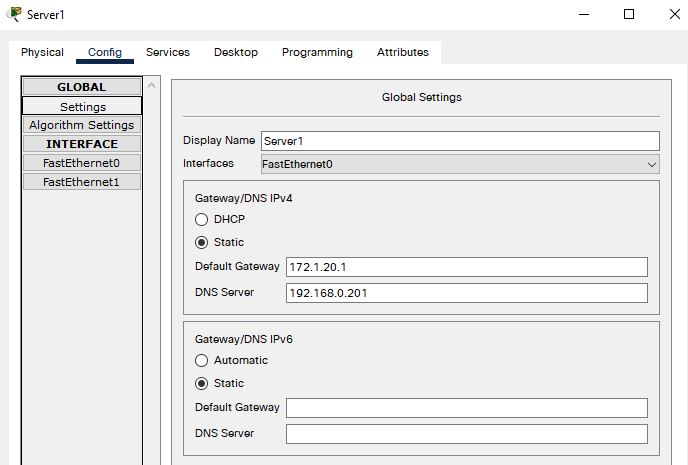 Server1
Physical Config Services Desktop Programming Attributes
GLOBAL
Settings
Algorithm Settings
INTERFACE
FastEthernet0
FastEthernet1
Global Settings
Display Name Server1
Interfaces FastEthernet0
Gateway/DNS IPv4
DHCP
Static
Default Gateway 172.1.20.1
DNS Server 192.168.0.201
Gateway/DNS IPv6
Automatic
Static
Default Gateway
DNS Server